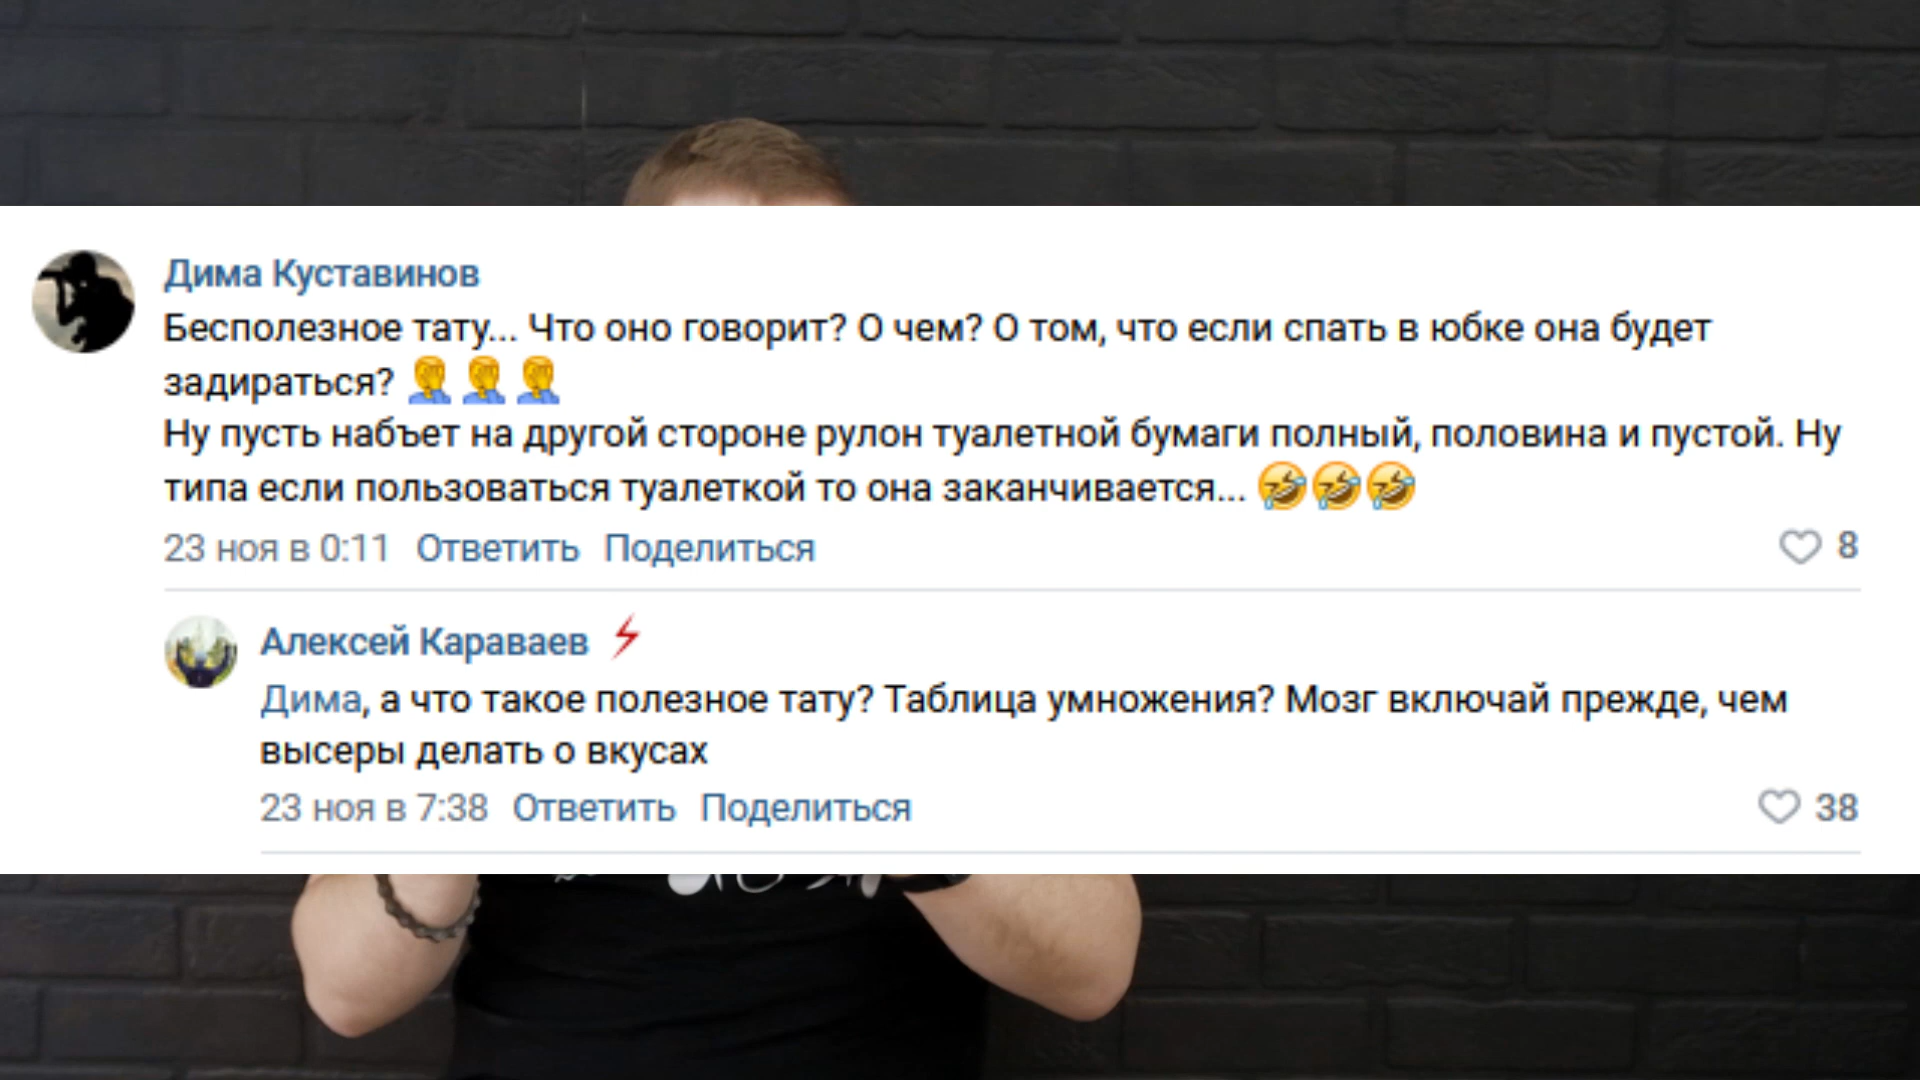 Дима Куставинов
Бесполезное тату... Что оно говорит? О чем? О том, что если спать в юбке она будет
задираться? 🤦‍♂️🤦‍♂️🤦‍♂️
Ну пусть набъет на другой стороне рулон туалетной бумаги полный, половина и пустой. Ну
типа если пользоваться туалеткой то она заканчивается... 🤣🤣🤣
23 ноя в 0:11 Ответить Поделиться 8
Алексей Караваев
Дима, а что такое полезное тату? Таблица умножения? Мозг включай прежде, чем
высеры делать о вкусах
23 ноя в 7:38 Ответить Поделиться 38